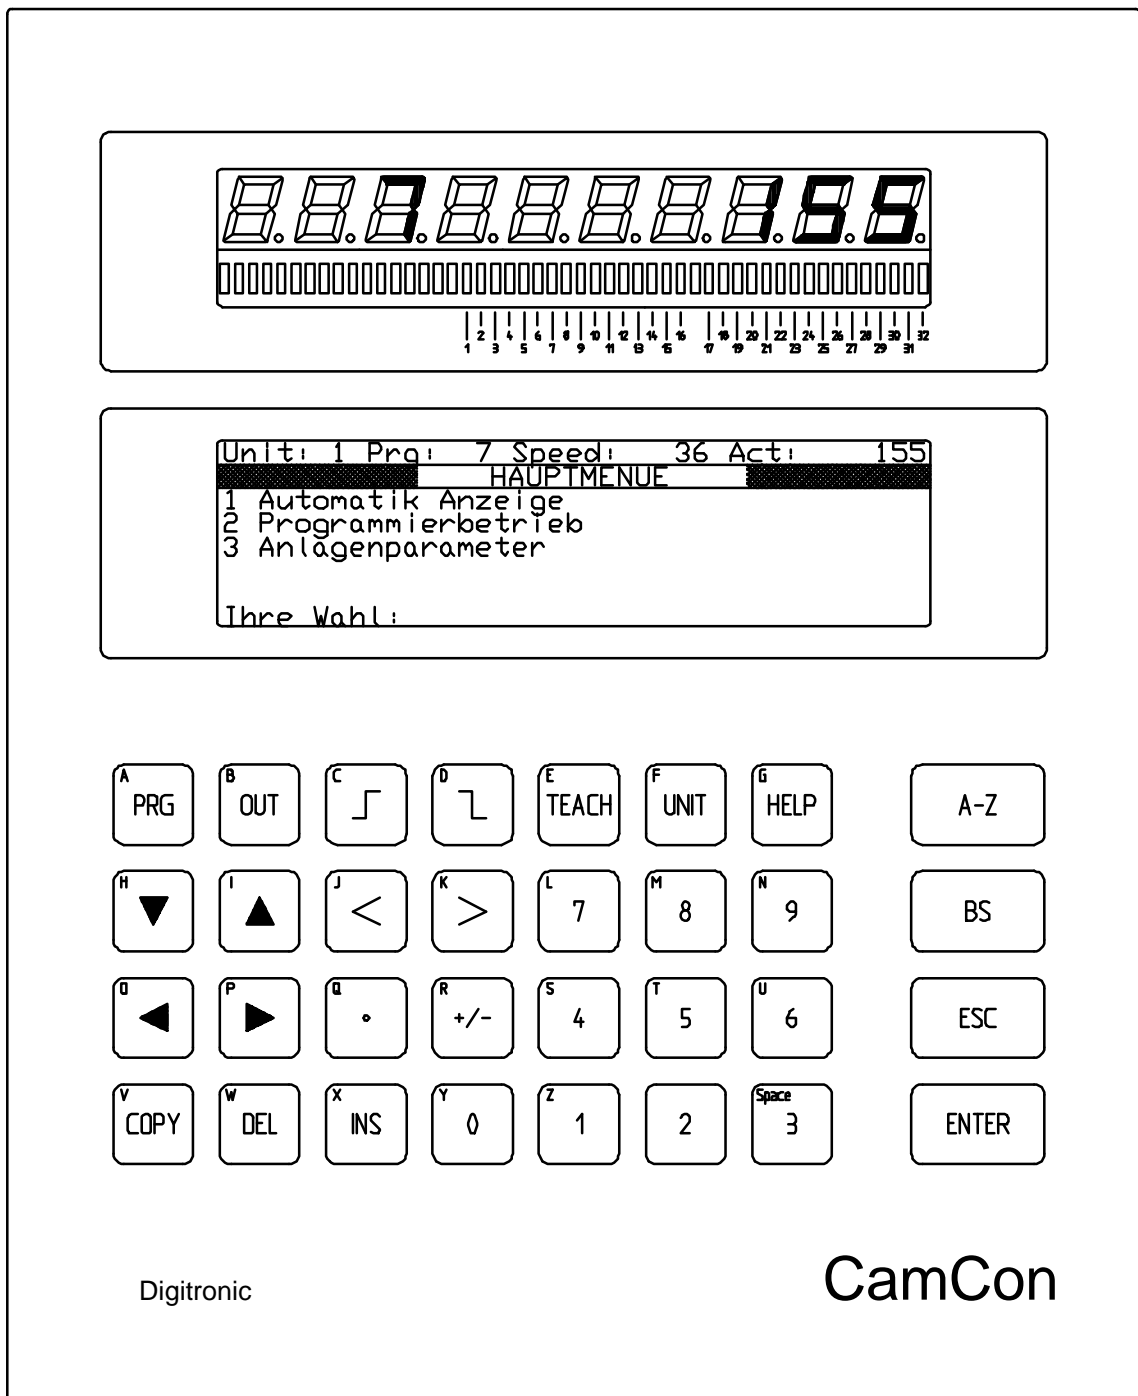 7 155
2 4 6 8 10 12 14 16 18 20 22 24 26 28 30 32
1 3 5 7 9 11 13 15 17 19 21 23 25 27 29 31
Unit: 1 Prg: 7 Speed: 36 Act: 155
HAUPTMENUE
1 Automatik Anzeige
2 Programmierbetrieb
3 Anlagenparameter
Ihre Wahl:
A B C D E F G
PRG OUT TEACH UNIT HELP A-Z
H I J K L M N
< > 7 8 9 BS
O P Q R S T U
. +/- 4 5 6 ESC
V W X Y Z Space
COPY DEL INS 0 1 2 3 ENTER
Digitronic CamCon